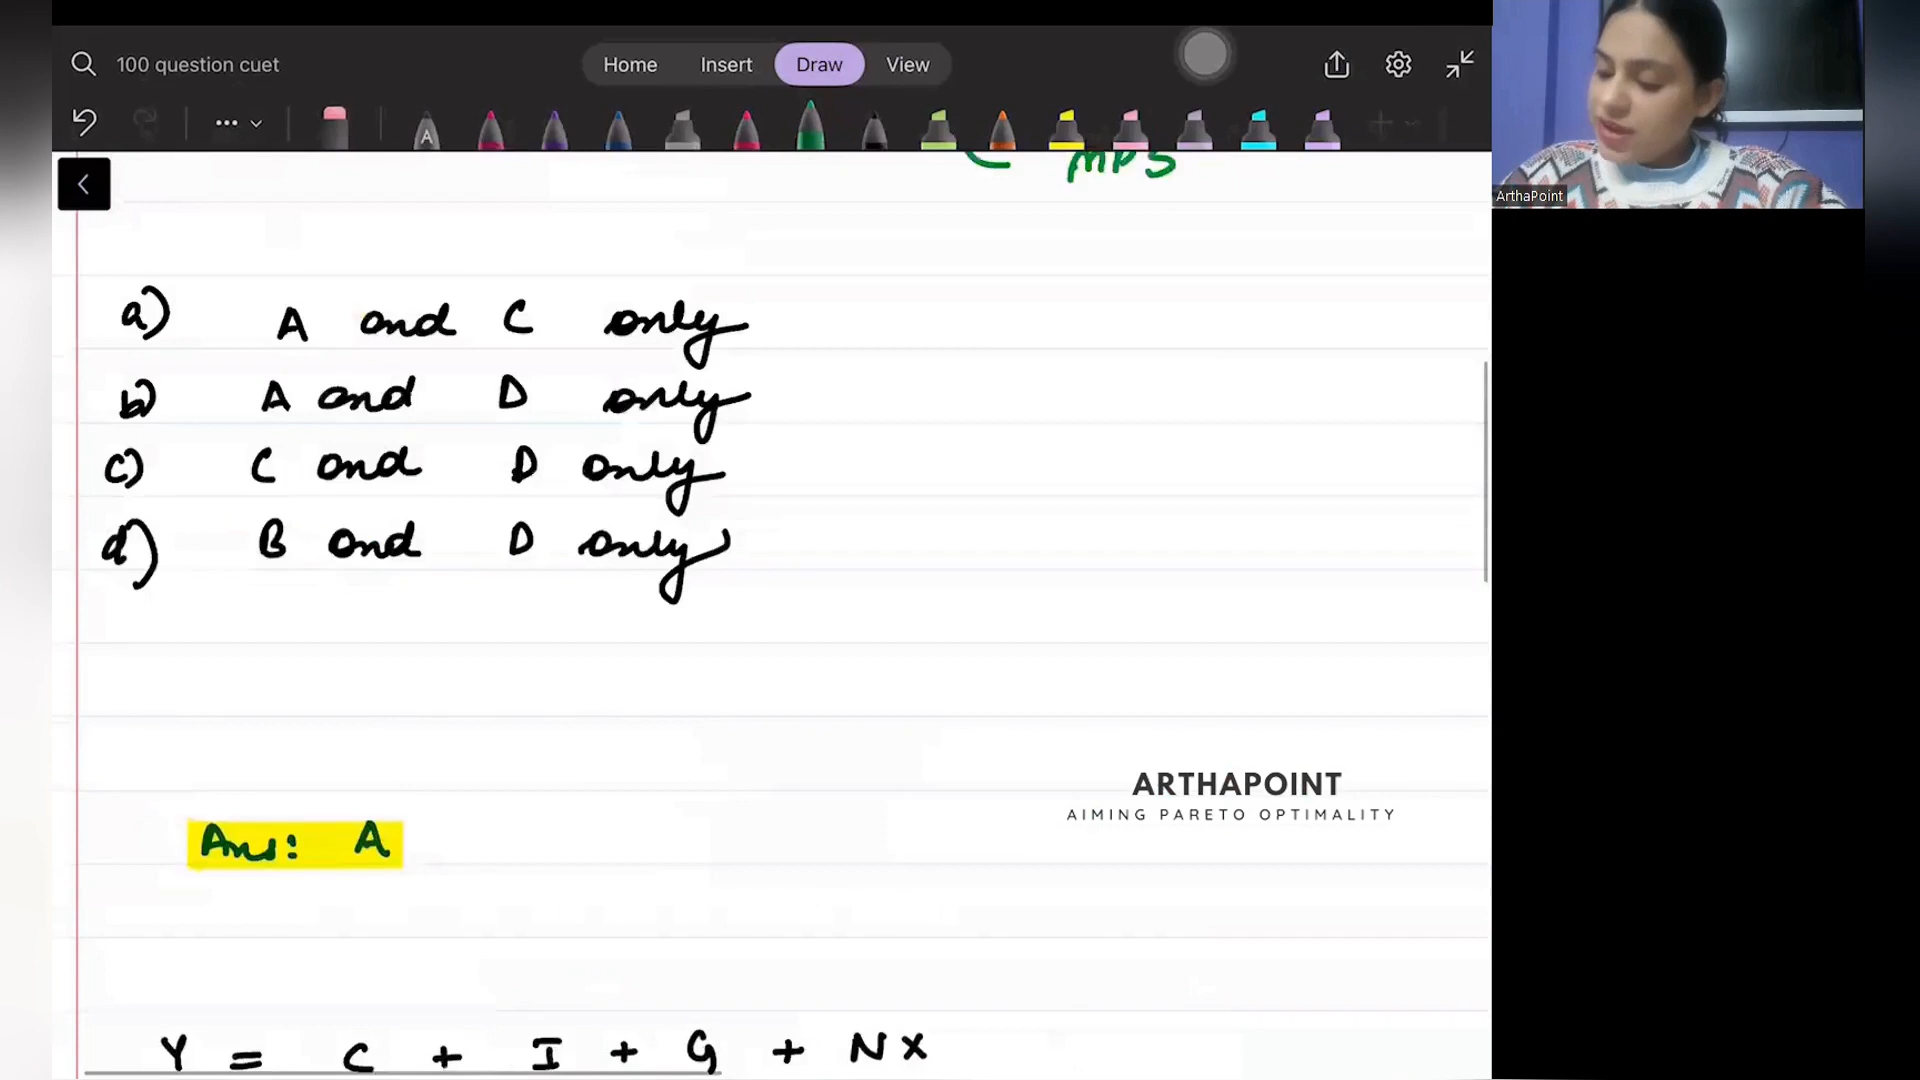 100 question cuet
Home Insert Draw View
A
MPS
ArthaPoint
a) A and C only
b) A and D only
c) C and D only
d) B and D only
ARTHAPOINT
AIMING PARETO OPTIMALITY
Ans: A
Y = C + I + G + NX